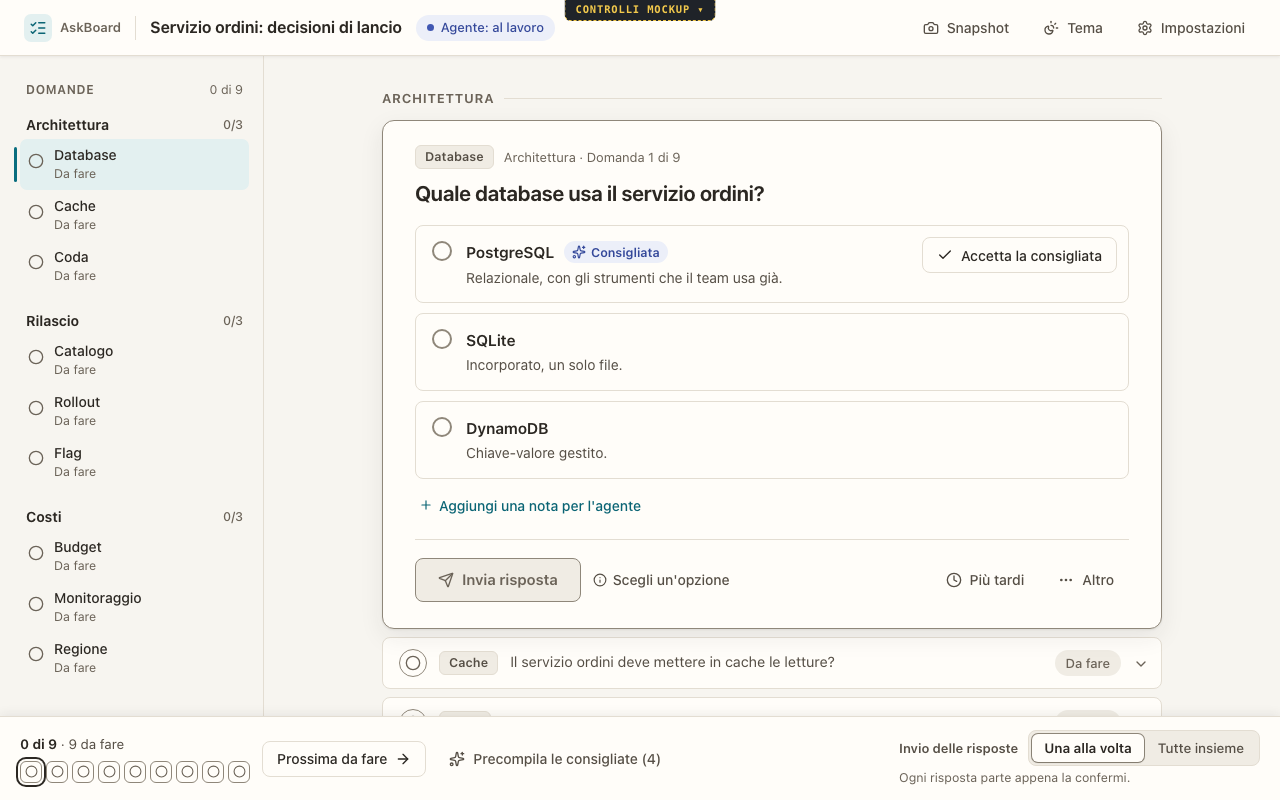 CONTROLLI MOCKUP ▾
AskBoard
Servizio ordini: decisioni di lancio
Agente: al lavoro
Snapshot
Tema
Impostazioni
DOMANDE
0 di 9
Architettura
0/3
Database
Da fare
Cache
Da fare
Coda
Da fare
Rilascio
0/3
Catalogo
Da fare
Rollout
Da fare
Flag
Da fare
Costi
0/3
Budget
Da fare
Monitoraggio
Da fare
Regione
Da fare
ARCHITETTURA
Database
Architettura · Domanda 1 di 9
Quale database usa il servizio ordini?
PostgreSQL
Consigliata
Accetta la consigliata
Relazionale, con gli strumenti che il team usa già.
SQLite
Incorporato, un solo file.
DynamoDB
Chiave-valore gestito.
+ Aggiungi una nota per l'agente
Invia risposta
Scegli un'opzione
Più tardi
Altro
Cache
Il servizio ordini deve mettere in cache le letture?
Da fare
0 di 9 · 9 da fare
Prossima da fare →
Precompila le consigliate (4)
Invio delle risposte
Una alla volta
Tutte insieme
Ogni risposta parte appena la confermi.